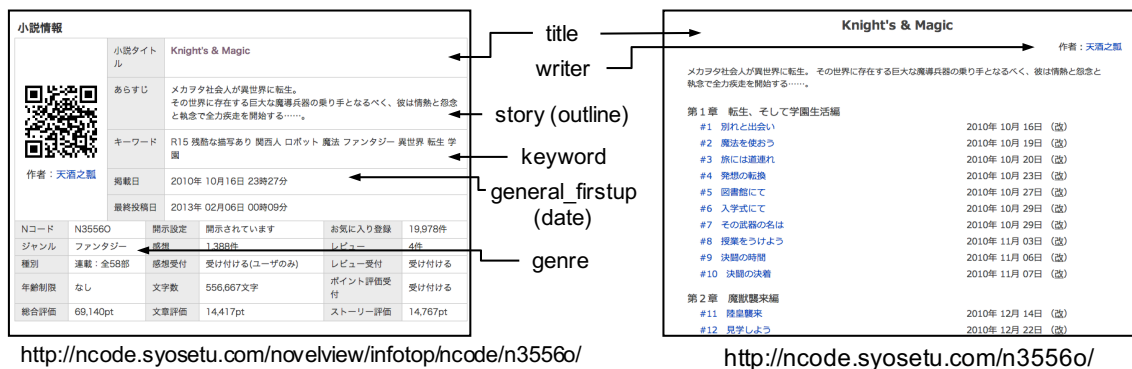 小説情報
小説タイト
ル
Knight's & Magic
あらすじ
メカヲタ社会人が異世界に転生。
その世界に存在する巨大な魔導兵器の乗り手となるべく、彼は情熱と怨念
と執念で全力疾走を開始する……。
キーワード
R15 残酷な描写あり 関西人 ロボット 魔法 ファンタジー 異世界 転生 学
園
作者：天酒之瓢
掲載日
2010年 10月16日 23時27分
最終投稿日
2013年 02月06日 00時09分
Nコード N3556O 開示設定 開示されています お気に入り登録 19,978件
ジャンル ファンタジー 感想 1,388件 レビュー 4件
種別 連載：全58部 感想受付 受け付ける(ユーザのみ) レビュー受付 受け付ける
年齢制限 なし 文字数 556,667文字 ポイント評価受
付 受け付ける
総合評価 69,140pt 文章評価 14,417pt ストーリー評価 14,767pt
http://ncode.syosetu.com/novelview/infotop/ncode/n3556o/
title
writer
story (outline)
keyword
general_firstup
(date)
genre
Knight's & Magic
作者：天酒之瓢
メカヲタ社会人が異世界に転生。 その世界に存在する巨大な魔導兵器の乗り手となるべく、彼は情熱と怨念と
執念で全力疾走を開始する……。
第1章 転生、そして学園生活編
#1 別れと出会い 2010年 10月 16日 （改）
#2 魔法を使おう 2010年 10月 19日 （改）
#3 旅には道連れ 2010年 10月 20日 （改）
#4 発想の転換 2010年 10月 23日 （改）
#5 図書館にて 2010年 10月 27日 （改）
#6 入学式にて 2010年 10月 29日 （改）
#7 その武器の名は 2010年 10月 29日 （改）
#8 授業をうけよう 2010年 11月 03日 （改）
#9 決闘の時間 2010年 11月 06日 （改）
#10 決闘の決着 2010年 11月 07日 （改）
第2章 魔獣襲来編
#11 陸皇襲来 2010年 12月 14日 （改）
#12 見学しよう 2010年 12月 22日 （改）
http://ncode.syosetu.com/n3556o/